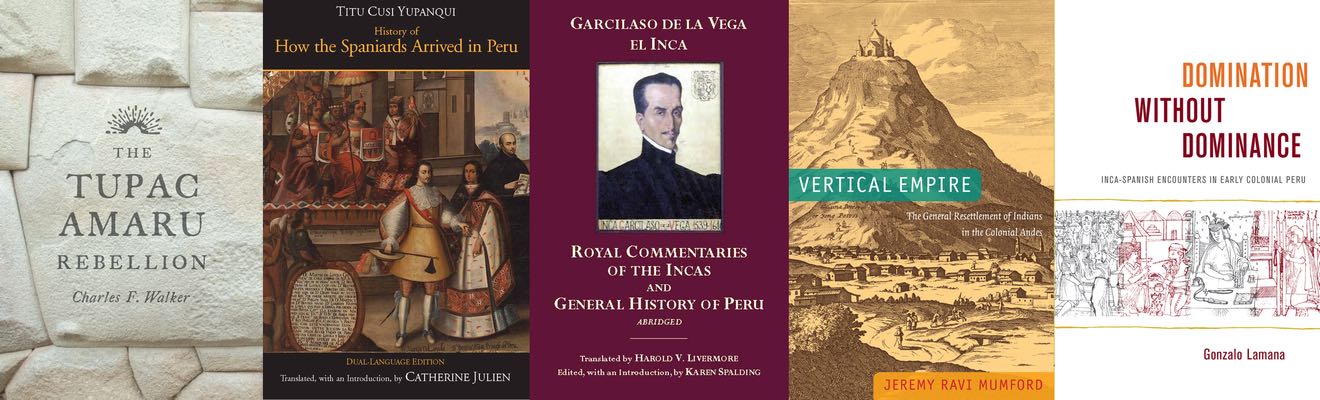 THE
TUPAC
AMARU
REBELLION
Charles F. Walker
TITU CUSI YUPANQUI
History of
How the Spaniards Arrived in Peru
DUAL-LANGUAGE EDITION
Translated, with an Introduction, by CATHERINE JULIEN
GARCILASO DE LA VEGA
EL INCA
ROYAL COMMENTARIES
OF THE INCAS
AND
GENERAL HISTORY OF PERU
ABRIDGED
Translated by HAROLD V. LIVERMORE
Edited, with an Introduction, by KAREN SPALDING
VERTICAL EMPIRE
The General Resettlement of Indians
in the Colonial Andes
JEREMY RAVI MUMFORD
DOMINATION
WITHOUT
DOMINANCE
INCA-SPANISH ENCOUNTERS IN EARLY COLONIAL PERU
Gonzalo Lamana